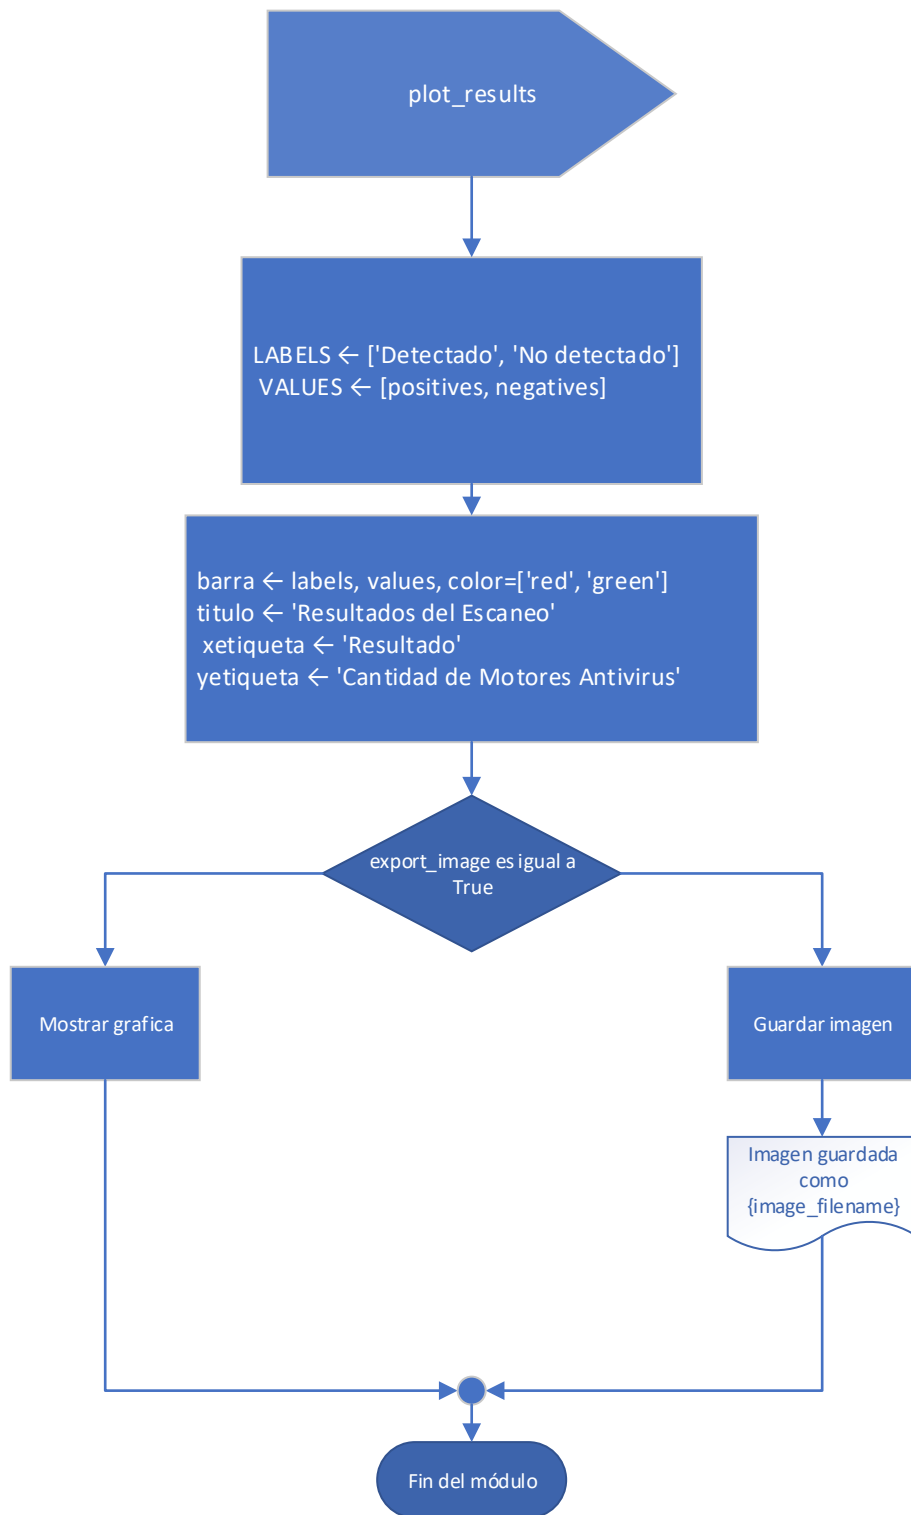 plot_results
LABELS ← ['Detectado', 'No detectado']
VALUES ← [positives, negatives]
barra ← labels, values, color=['red', 'green']
titulo ← 'Resultados del Escaneo'
xetiqueta ← 'Resultado'
yetiqueta ← 'Cantidad de Motores Antivirus'
export_image es igual a
True
Mostrar grafica
Guardar imagen
Imagen guardada
como
{image_filename}
Fin del módulo